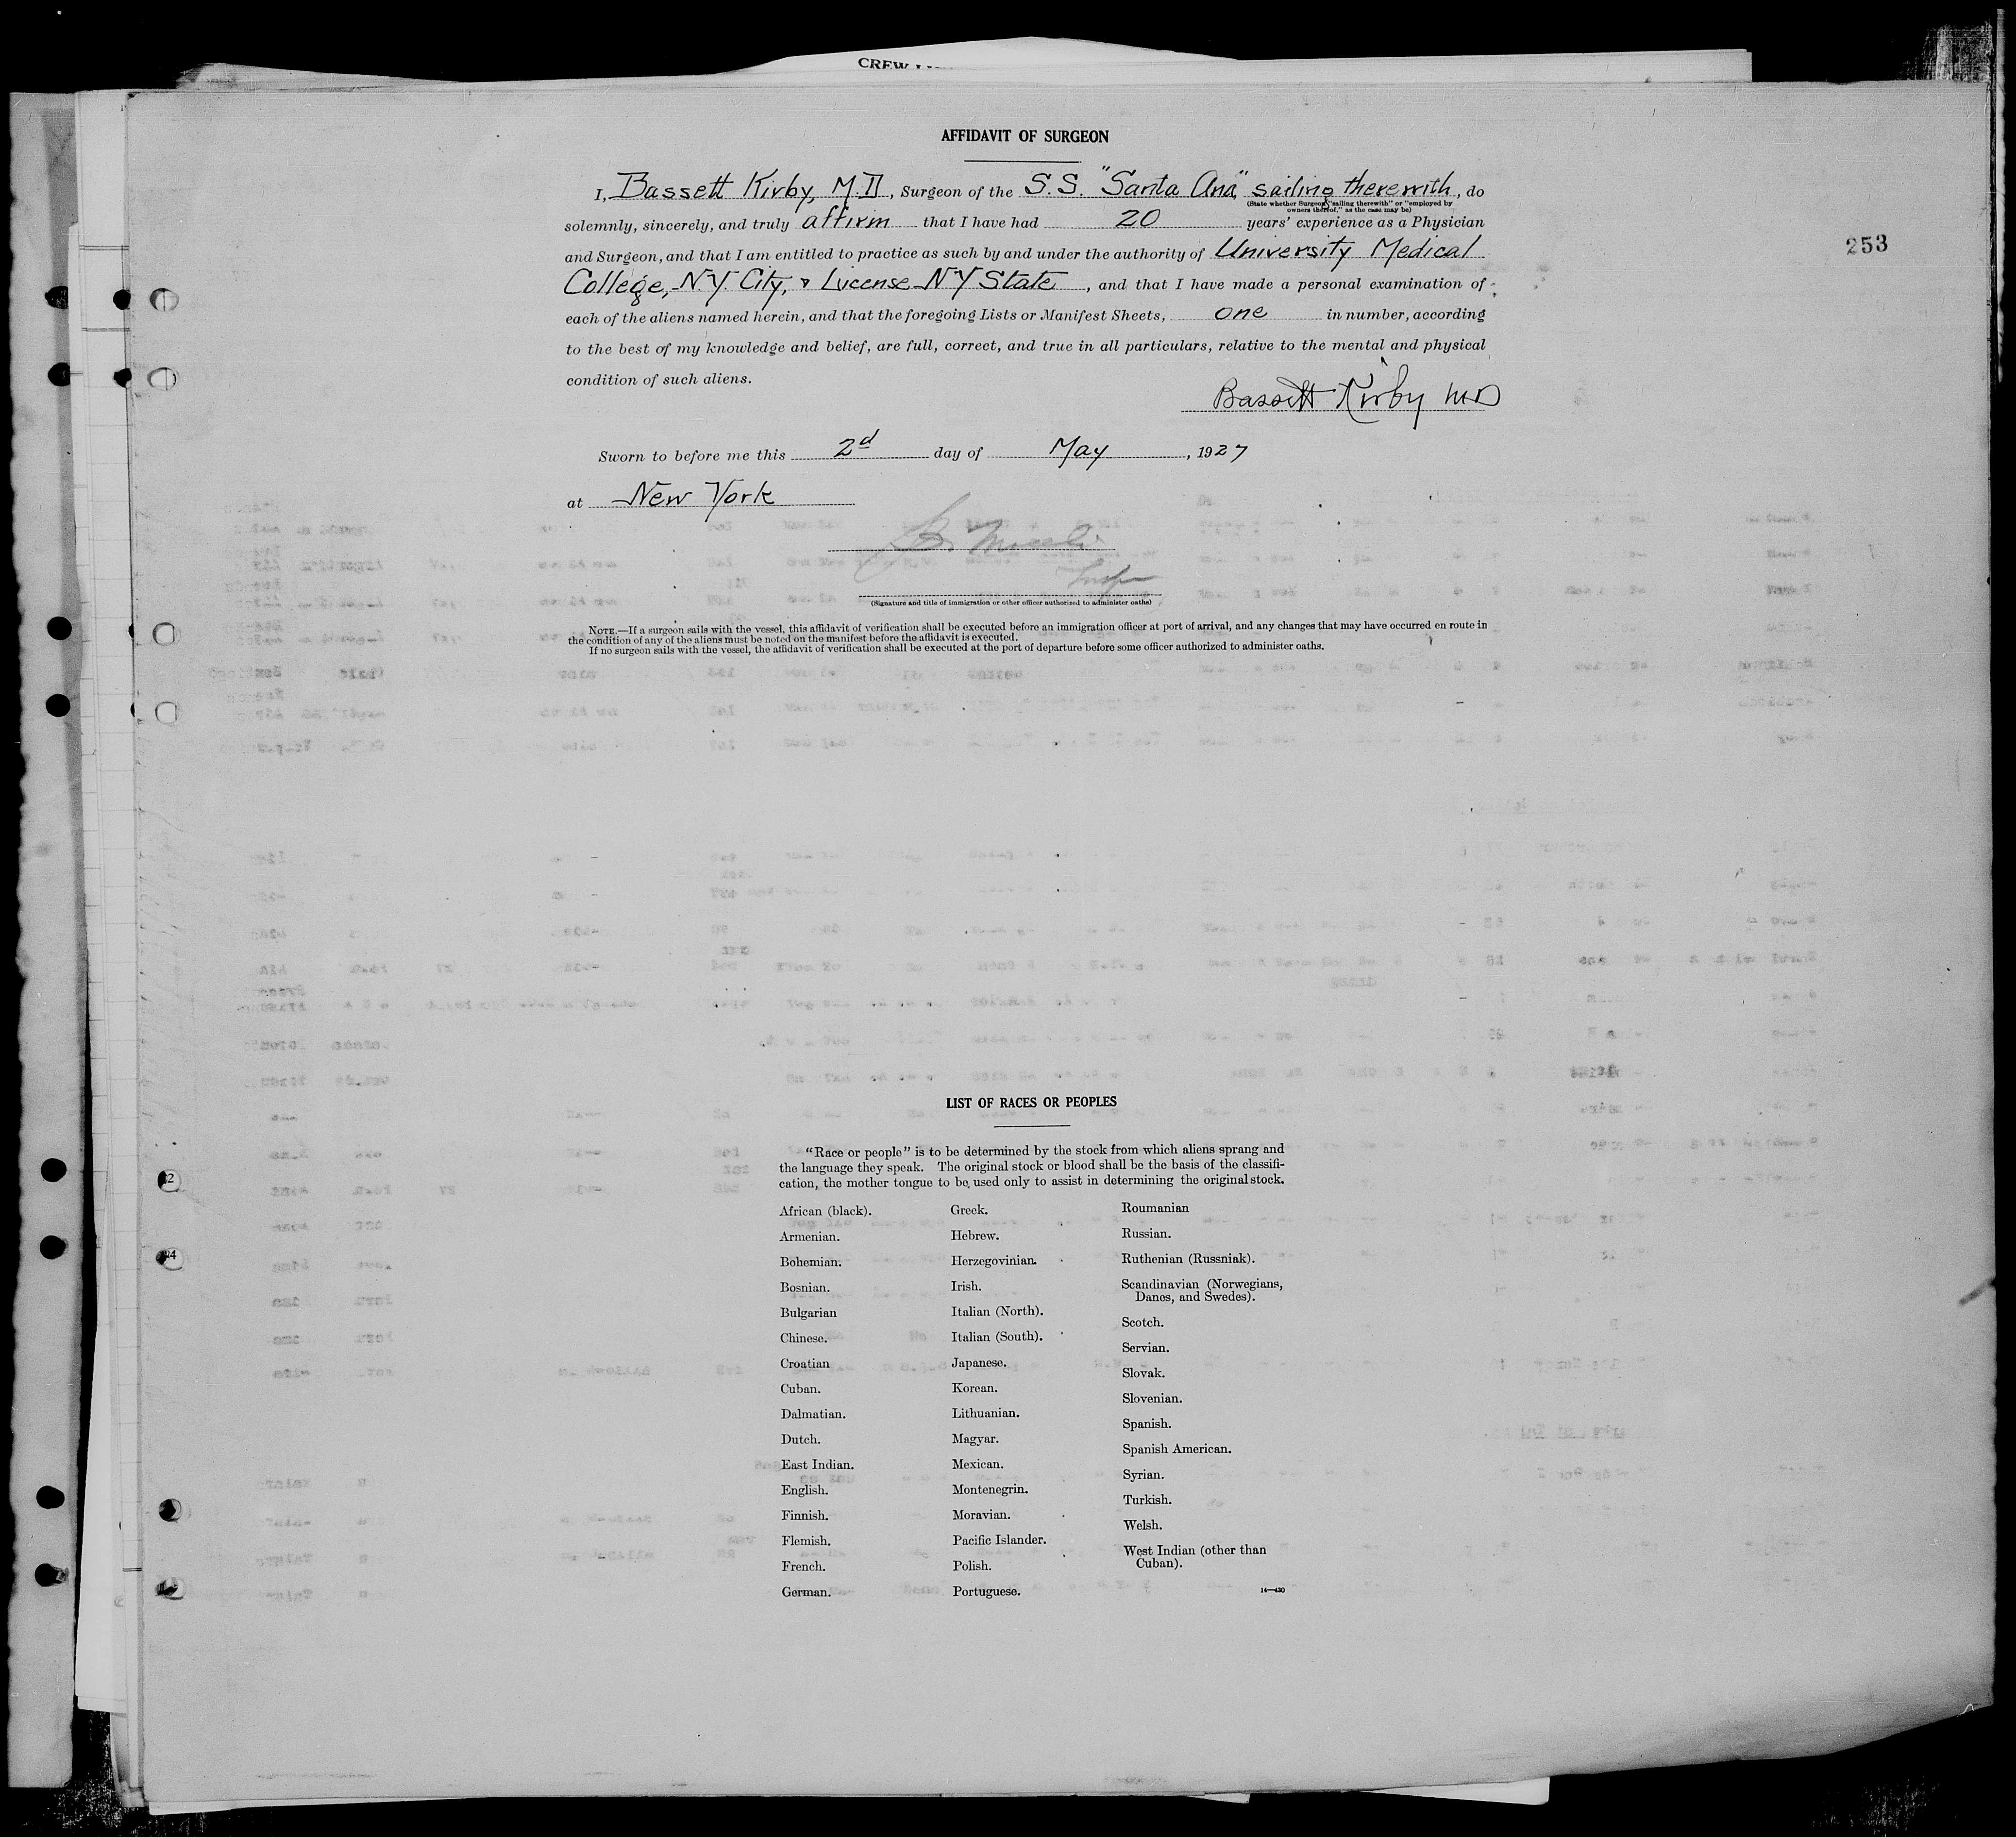 CREW
AFFIDAVIT OF SURGEON
253
I, Bassett Kirby, M.D, Surgeon of the S.S. "Santa Ana", sailing therewith, do
(State whether Surgeon "sailing therewith" or "employed by
owners thereof," as the case may be)
solemnly, sincerely, and truly affirm that I have had 20 years' experience as a Physician
and Surgeon, and that I am entitled to practice as such by and under the authority of University Medical
College, N.Y. City, & License N Y State, and that I have made a personal examination of
each of the aliens named herein, and that the foregoing Lists or Manifest Sheets, one in number, according
to the best of my knowledge and belief, are full, correct, and true in all particulars, relative to the mental and physical
condition of such aliens.
Bassett Kirby MD
Sworn to before me this 2d day of May, 1927
at New York
Insp
(Signature and title of immigration or other officer authorized to administer oaths)
NOTE.—If a surgeon sails with the vessel, this affidavit of verification shall be executed before an immigration officer at port of arrival, and any changes that may have occurred en route in
the condition of any of the aliens must be noted on the manifest before the affidavit is executed.
If no surgeon sails with the vessel, the affidavit of verification shall be executed at the port of departure before some officer authorized to administer oaths.
LIST OF RACES OR PEOPLES
"Race or people" is to be determined by the stock from which aliens sprang and
the language they speak. The original stock or blood shall be the basis of the classifi-
cation, the mother tongue to be used only to assist in determining the original stock.
African (black).
Armenian.
Bohemian.
Bosnian.
Bulgarian
Chinese.
Croatian
Cuban.
Dalmatian.
Dutch.
East Indian.
English.
Finnish.
Flemish.
French.
German.
Greek.
Hebrew.
Herzegovinian.
Irish.
Italian (North).
Italian (South).
Japanese.
Korean.
Lithuanian.
Magyar.
Mexican.
Montenegrin.
Moravian.
Pacific Islander.
Polish.
Portuguese.
Roumanian
Russian.
Ruthenian (Russniak).
Scandinavian (Norwegians,
Danes, and Swedes).
Scotch.
Servian.
Slovak.
Slovenian.
Spanish.
Spanish American.
Syrian.
Turkish.
Welsh.
West Indian (other than
Cuban).
14—430